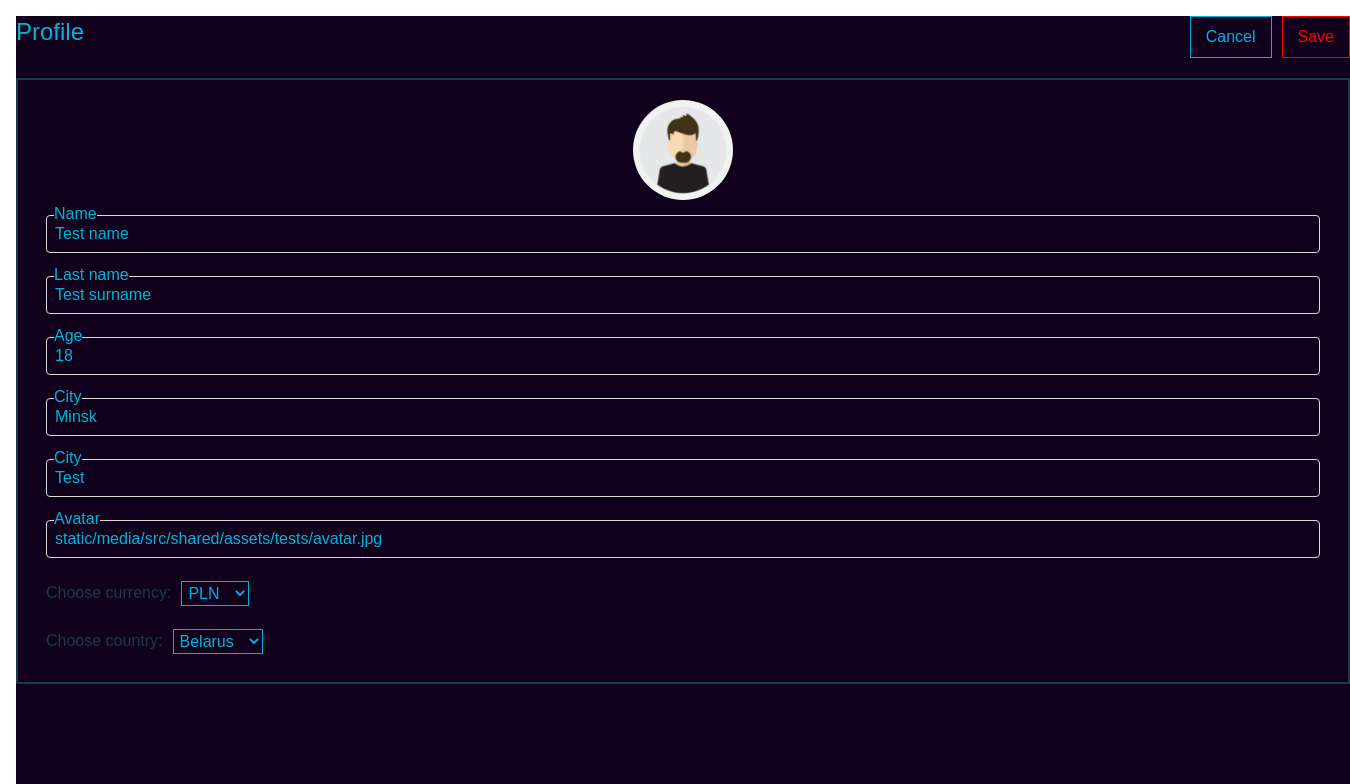 Profile
Cancel
Save
Name
Test name
Last name
Test surname
Age
18
City
Minsk
City
Test
Avatar
static/media/src/shared/assets/tests/avatar.jpg
Choose currency: PLN
Choose country: Belarus